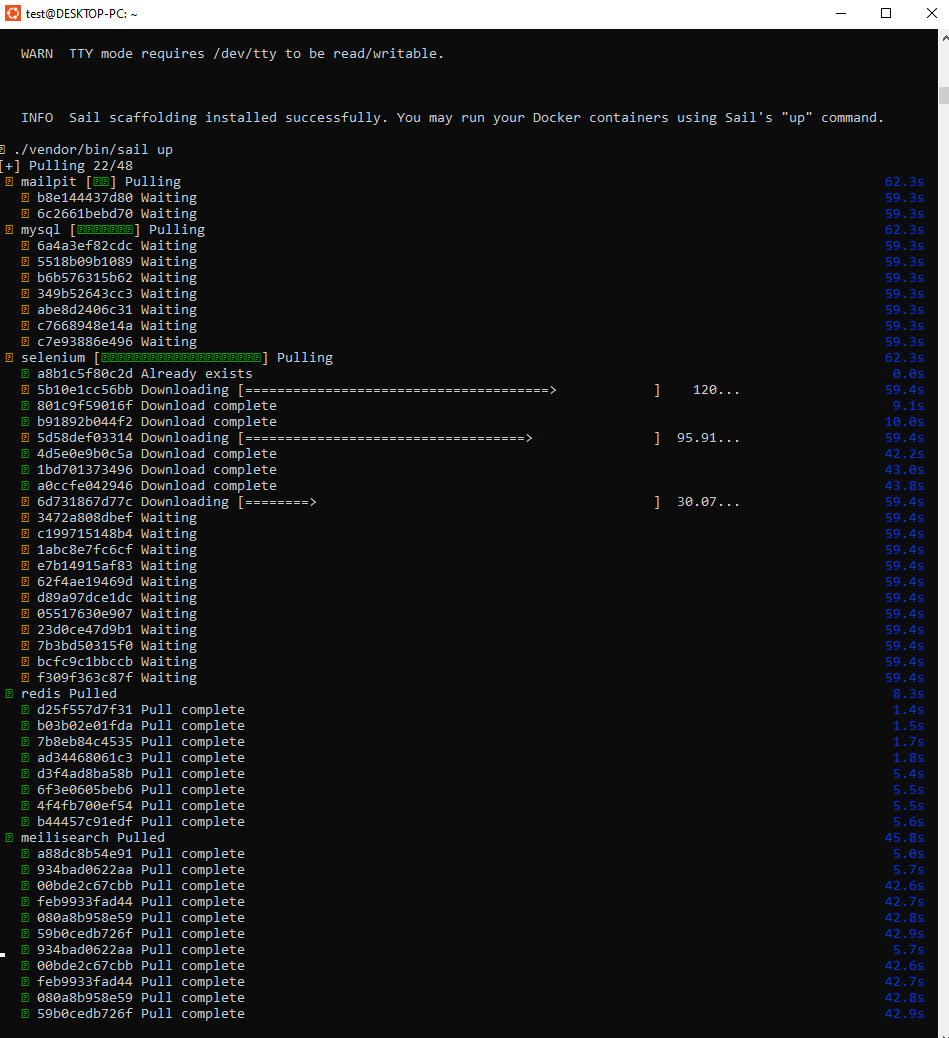 test@DESKTOP-PC: ~
WARN  TTY mode requires /dev/tty to be read/writable.
INFO  Sail scaffolding installed successfully. You may run your Docker containers using Sail's "up" command.
./vendor/bin/sail up
[+] Pulling 22/48
mailpit [⍰⍰] Pulling 62.3s
b8e144437d80 Waiting 59.3s
6c2661bebd70 Waiting 59.3s
mysql [⍰⍰⍰⍰⍰⍰⍰] Pulling 62.3s
6a4a3ef82cdc Waiting 59.3s
5518b09b1089 Waiting 59.3s
b6b576315b62 Waiting 59.3s
349b52643cc3 Waiting 59.3s
abe8d2406c31 Waiting 59.3s
c7668948e14a Waiting 59.3s
c7e93886e496 Waiting 59.3s
selenium [⍰⍰⍰⍰⍰⍰⍰⍰⍰⍰⍰⍰⍰⍰⍰⍰⍰⍰⍰⍰] Pulling 62.3s
a8b1c5f80c2d Already exists 0.0s
5b10e1cc56bb Downloading [======================================>            ]    120... 59.4s
801c9f59016f Download complete 9.1s
b91892b044f2 Download complete 10.0s
5d58def03314 Downloading [===================================>               ]  95.91... 59.4s
4d5e0e9b0c5a Download complete 42.2s
1bd701373496 Download complete 43.0s
a0ccfe042946 Download complete 43.8s
6d731867d77c Downloading [========>                                          ]  30.07... 59.4s
3472a808dbef Waiting 59.4s
c199715148b4 Waiting 59.4s
1abc8e7fc6cf Waiting 59.4s
e7b14915af83 Waiting 59.4s
62f4ae19469d Waiting 59.4s
d89a97dce1dc Waiting 59.4s
05517630e907 Waiting 59.4s
23d0ce47d9b1 Waiting 59.4s
7b3bd50315f0 Waiting 59.4s
bcfc9c1bbccb Waiting 59.4s
f309f363c87f Waiting 59.4s
redis Pulled 8.3s
d25f557d7f31 Pull complete 1.4s
b03b02e01fda Pull complete 1.5s
7b8eb84c4535 Pull complete 1.7s
ad34468061c3 Pull complete 1.8s
d3f4ad8ba58b Pull complete 5.4s
6f3e0605beb6 Pull complete 5.5s
4f4fb700ef54 Pull complete 5.5s
b44457c91edf Pull complete 5.6s
meilisearch Pulled 45.8s
a88dc8b54e91 Pull complete 5.0s
934bad0622aa Pull complete 5.7s
00bde2c67cbb Pull complete 42.6s
feb9933fad44 Pull complete 42.7s
080a8b958e59 Pull complete 42.8s
59b0cedb726f Pull complete 42.9s
934bad0622aa Pull complete 5.7s
00bde2c67cbb Pull complete 42.6s
feb9933fad44 Pull complete 42.7s
080a8b958e59 Pull complete 42.8s
59b0cedb726f Pull complete 42.9s